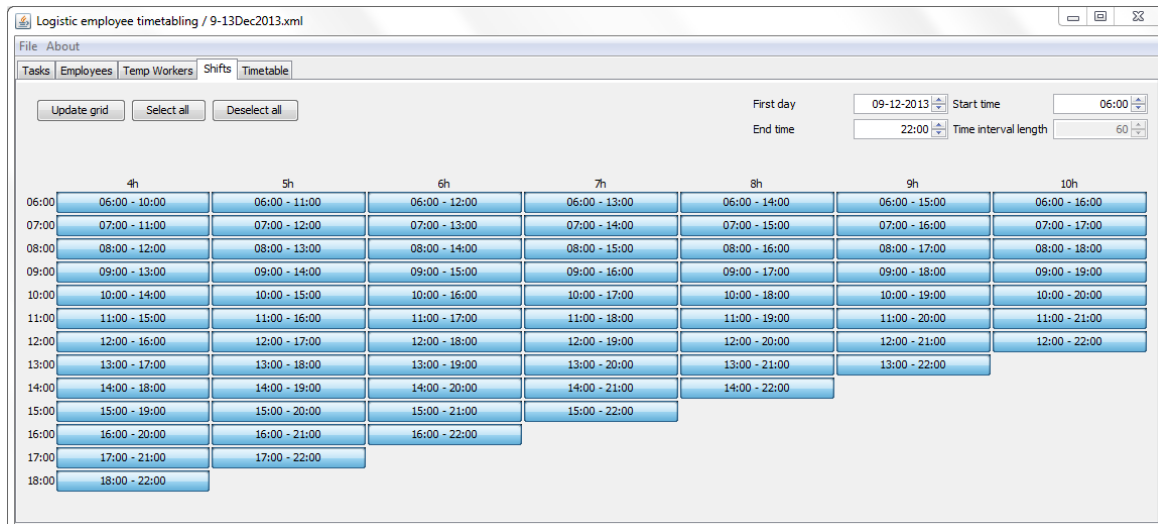 Logistic employee timetabling / 9-13Dec2013.xml
File About
Tasks Employees Temp Workers Shifts Timetable
Update grid Select all Deselect all First day 09-12-2013 Start time 06:00
End time 22:00 Time interval length 60
4h 5h 6h 7h 8h 9h 10h
06:00 06:00 - 10:00 06:00 - 11:00 06:00 - 12:00 06:00 - 13:00 06:00 - 14:00 06:00 - 15:00 06:00 - 16:00
07:00 07:00 - 11:00 07:00 - 12:00 07:00 - 13:00 07:00 - 14:00 07:00 - 15:00 07:00 - 16:00 07:00 - 17:00
08:00 08:00 - 12:00 08:00 - 13:00 08:00 - 14:00 08:00 - 15:00 08:00 - 16:00 08:00 - 17:00 08:00 - 18:00
09:00 09:00 - 13:00 09:00 - 14:00 09:00 - 15:00 09:00 - 16:00 09:00 - 17:00 09:00 - 18:00 09:00 - 19:00
10:00 10:00 - 14:00 10:00 - 15:00 10:00 - 16:00 10:00 - 17:00 10:00 - 18:00 10:00 - 19:00 10:00 - 20:00
11:00 11:00 - 15:00 11:00 - 16:00 11:00 - 17:00 11:00 - 18:00 11:00 - 19:00 11:00 - 20:00 11:00 - 21:00
12:00 12:00 - 16:00 12:00 - 17:00 12:00 - 18:00 12:00 - 19:00 12:00 - 20:00 12:00 - 21:00 12:00 - 22:00
13:00 13:00 - 17:00 13:00 - 18:00 13:00 - 19:00 13:00 - 20:00 13:00 - 21:00 13:00 - 22:00
14:00 14:00 - 18:00 14:00 - 19:00 14:00 - 20:00 14:00 - 21:00 14:00 - 22:00
15:00 15:00 - 19:00 15:00 - 20:00 15:00 - 21:00 15:00 - 22:00
16:00 16:00 - 20:00 16:00 - 21:00 16:00 - 22:00
17:00 17:00 - 21:00 17:00 - 22:00
18:00 18:00 - 22:00